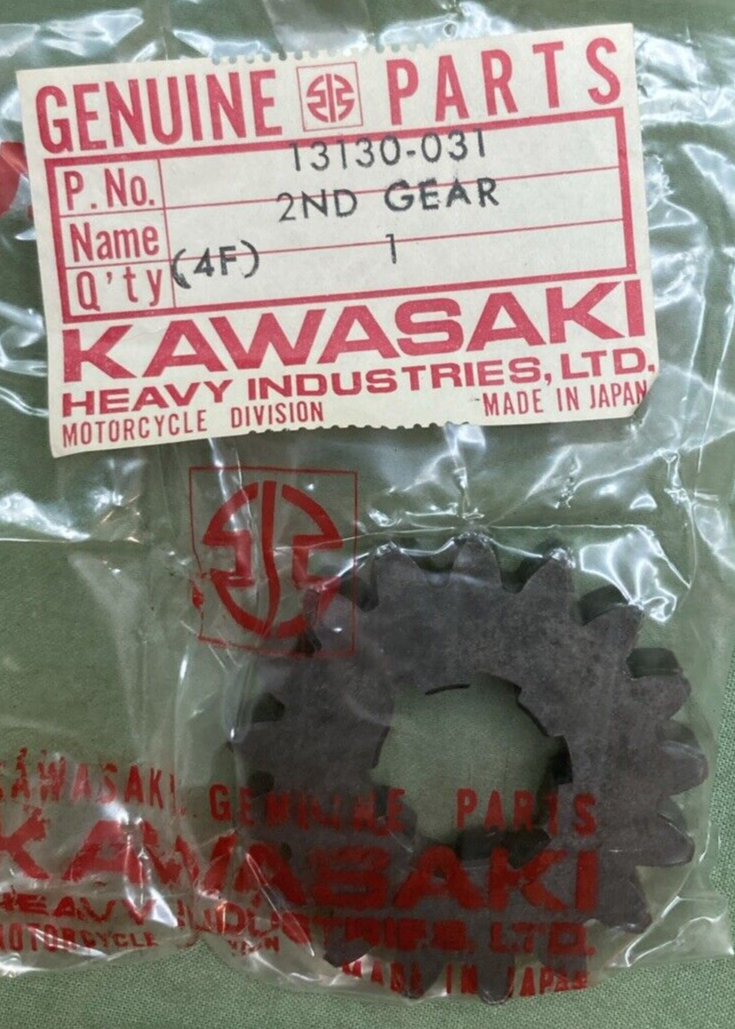 GENUINE PARTS
P.No. 13130-031
Name 2ND GEAR
Q'ty (4F) 1
KAWASAKI
HEAVY INDUSTRIES, LTD.
MOTORCYCLE DIVISION MADE IN JAPAN
KAWASAKI GENUINE PARTS
KAWASAKI
HEAVY INDUSTRIES, LTD.
MOTORCYCLE
MADE IN JAPAN